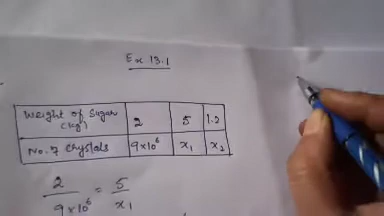 Ex 13.1
Weight of Sugar (kg) 2 5 1.2
No. of Crystals 9×10⁶ x₁ x₂
2/9×10⁶ = 5/x₁